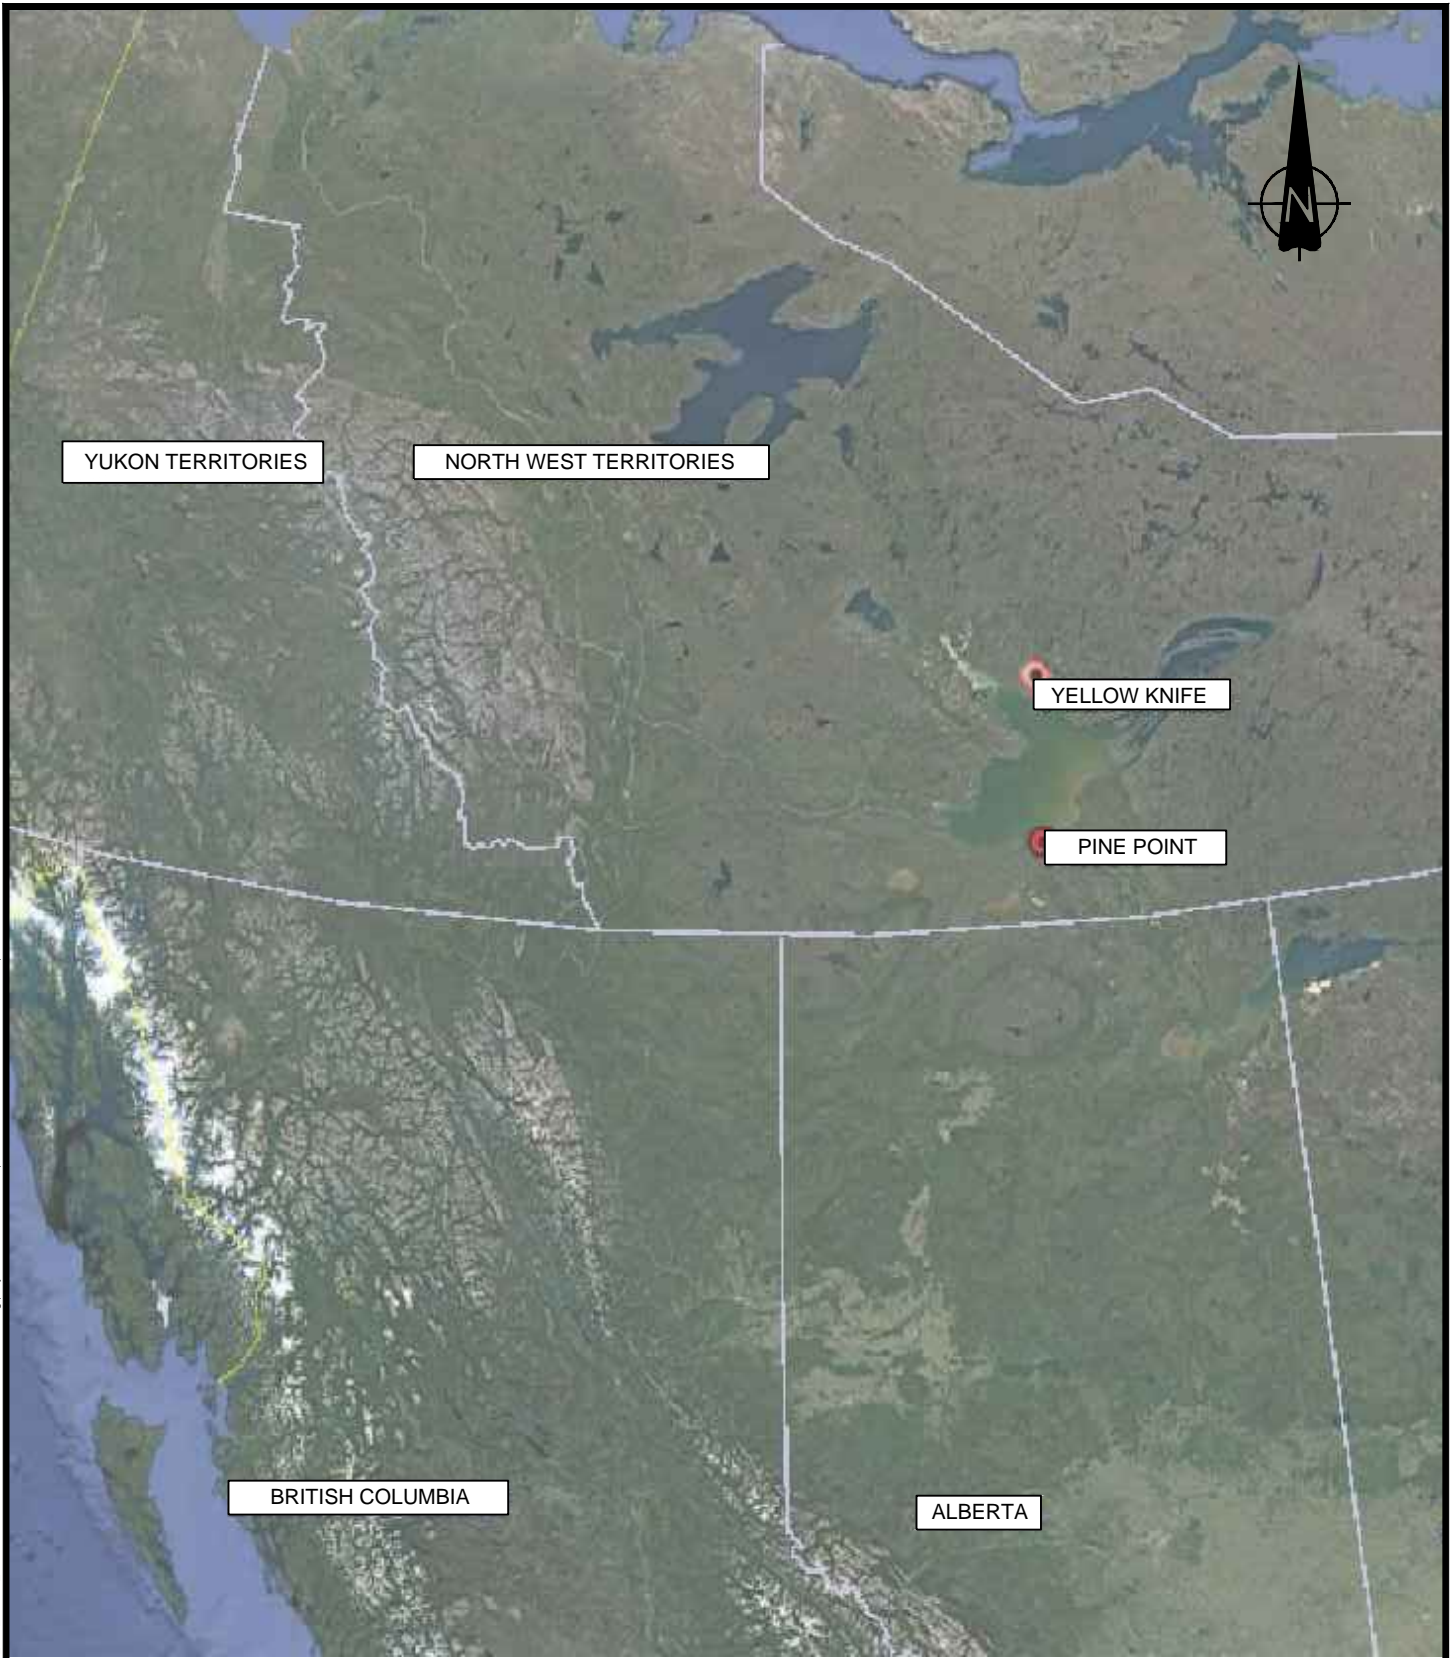 N
YUKON TERRITORIES
NORTH WEST TERRITORIES
YELLOW KNIFE
PINE POINT
BRITISH COLUMBIA
ALBERTA